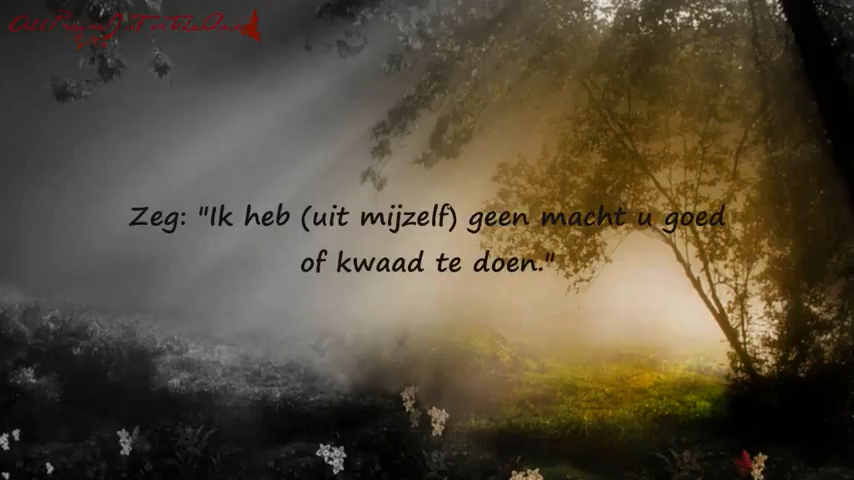 Zeg: "Ik heb (uit mijzelf) geen macht u goed
of kwaad te doen."